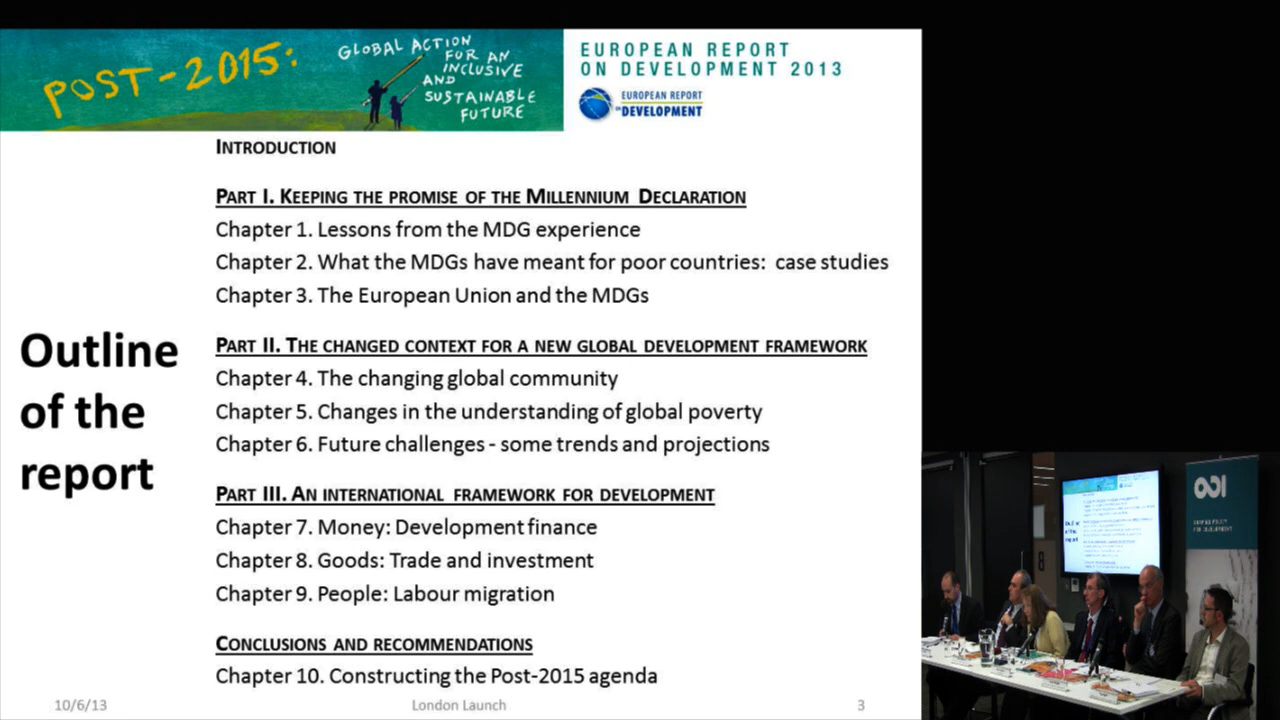 POST-2015:
GLOBAL ACTION
FOR AN
INCLUSIVE
AND
SUSTAINABLE
FUTURE
EUROPEAN REPORT
ON DEVELOPMENT 2013
EUROPEAN REPORT
ON DEVELOPMENT
INTRODUCTION
PART I. KEEPING THE PROMISE OF THE MILLENNIUM DECLARATION
Chapter 1. Lessons from the MDG experience
Chapter 2. What the MDGs have meant for poor countries: case studies
Chapter 3. The European Union and the MDGs
Outline
of the
report
PART II. THE CHANGED CONTEXT FOR A NEW GLOBAL DEVELOPMENT FRAMEWORK
Chapter 4. The changing global community
Chapter 5. Changes in the understanding of global poverty
Chapter 6. Future challenges - some trends and projections
PART III. AN INTERNATIONAL FRAMEWORK FOR DEVELOPMENT
Chapter 7. Money: Development finance
Chapter 8. Goods: Trade and investment
Chapter 9. People: Labour migration
CONCLUSIONS AND RECOMMENDATIONS
Chapter 10. Constructing the Post-2015 agenda
10/6/13
London Launch
3
Outline
of the
report
8